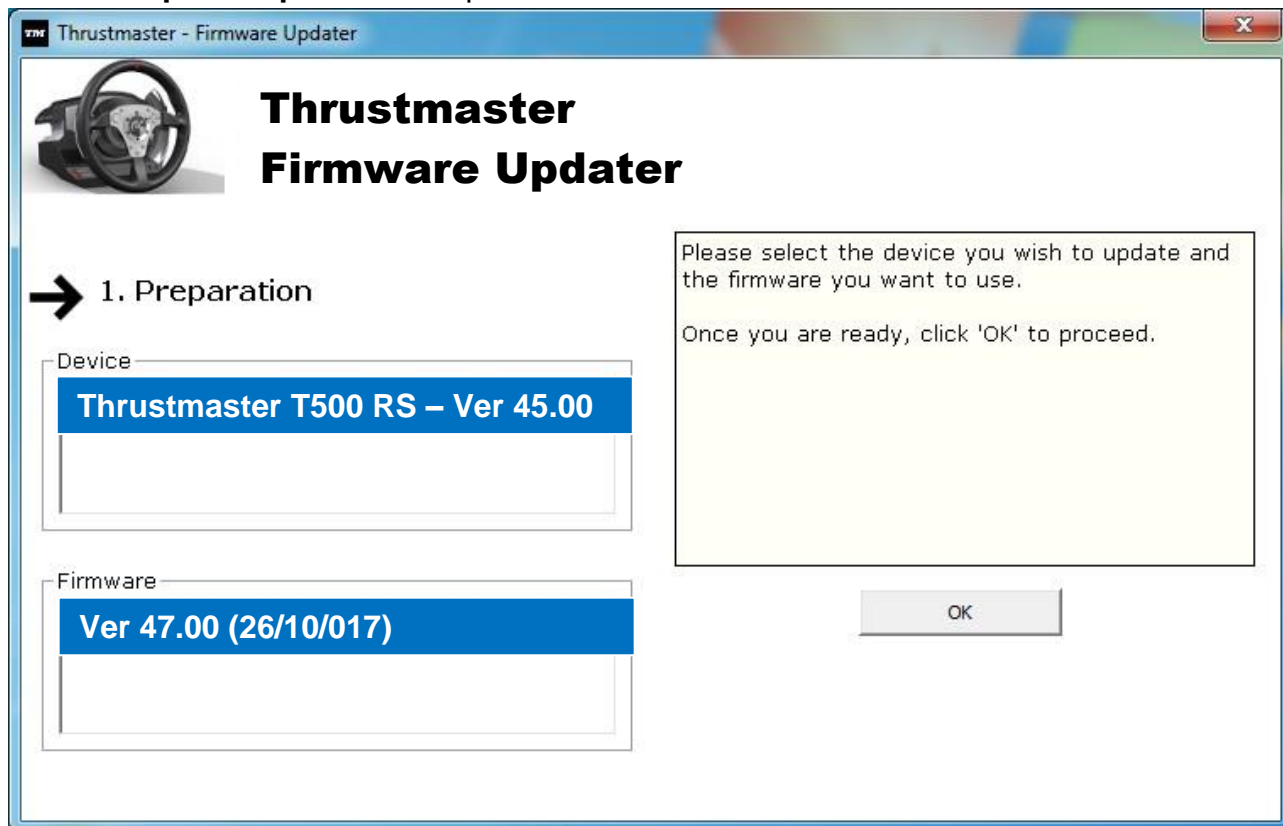 Thrustmaster - Firmware Updater
Thrustmaster
Firmware Updater
1. Preparation
Please select the device you wish to update and
the firmware you want to use.
Once you are ready, click 'OK' to proceed.
Device
Thrustmaster T500 RS – Ver 45.00
Firmware
Ver 47.00 (26/10/017)
OK